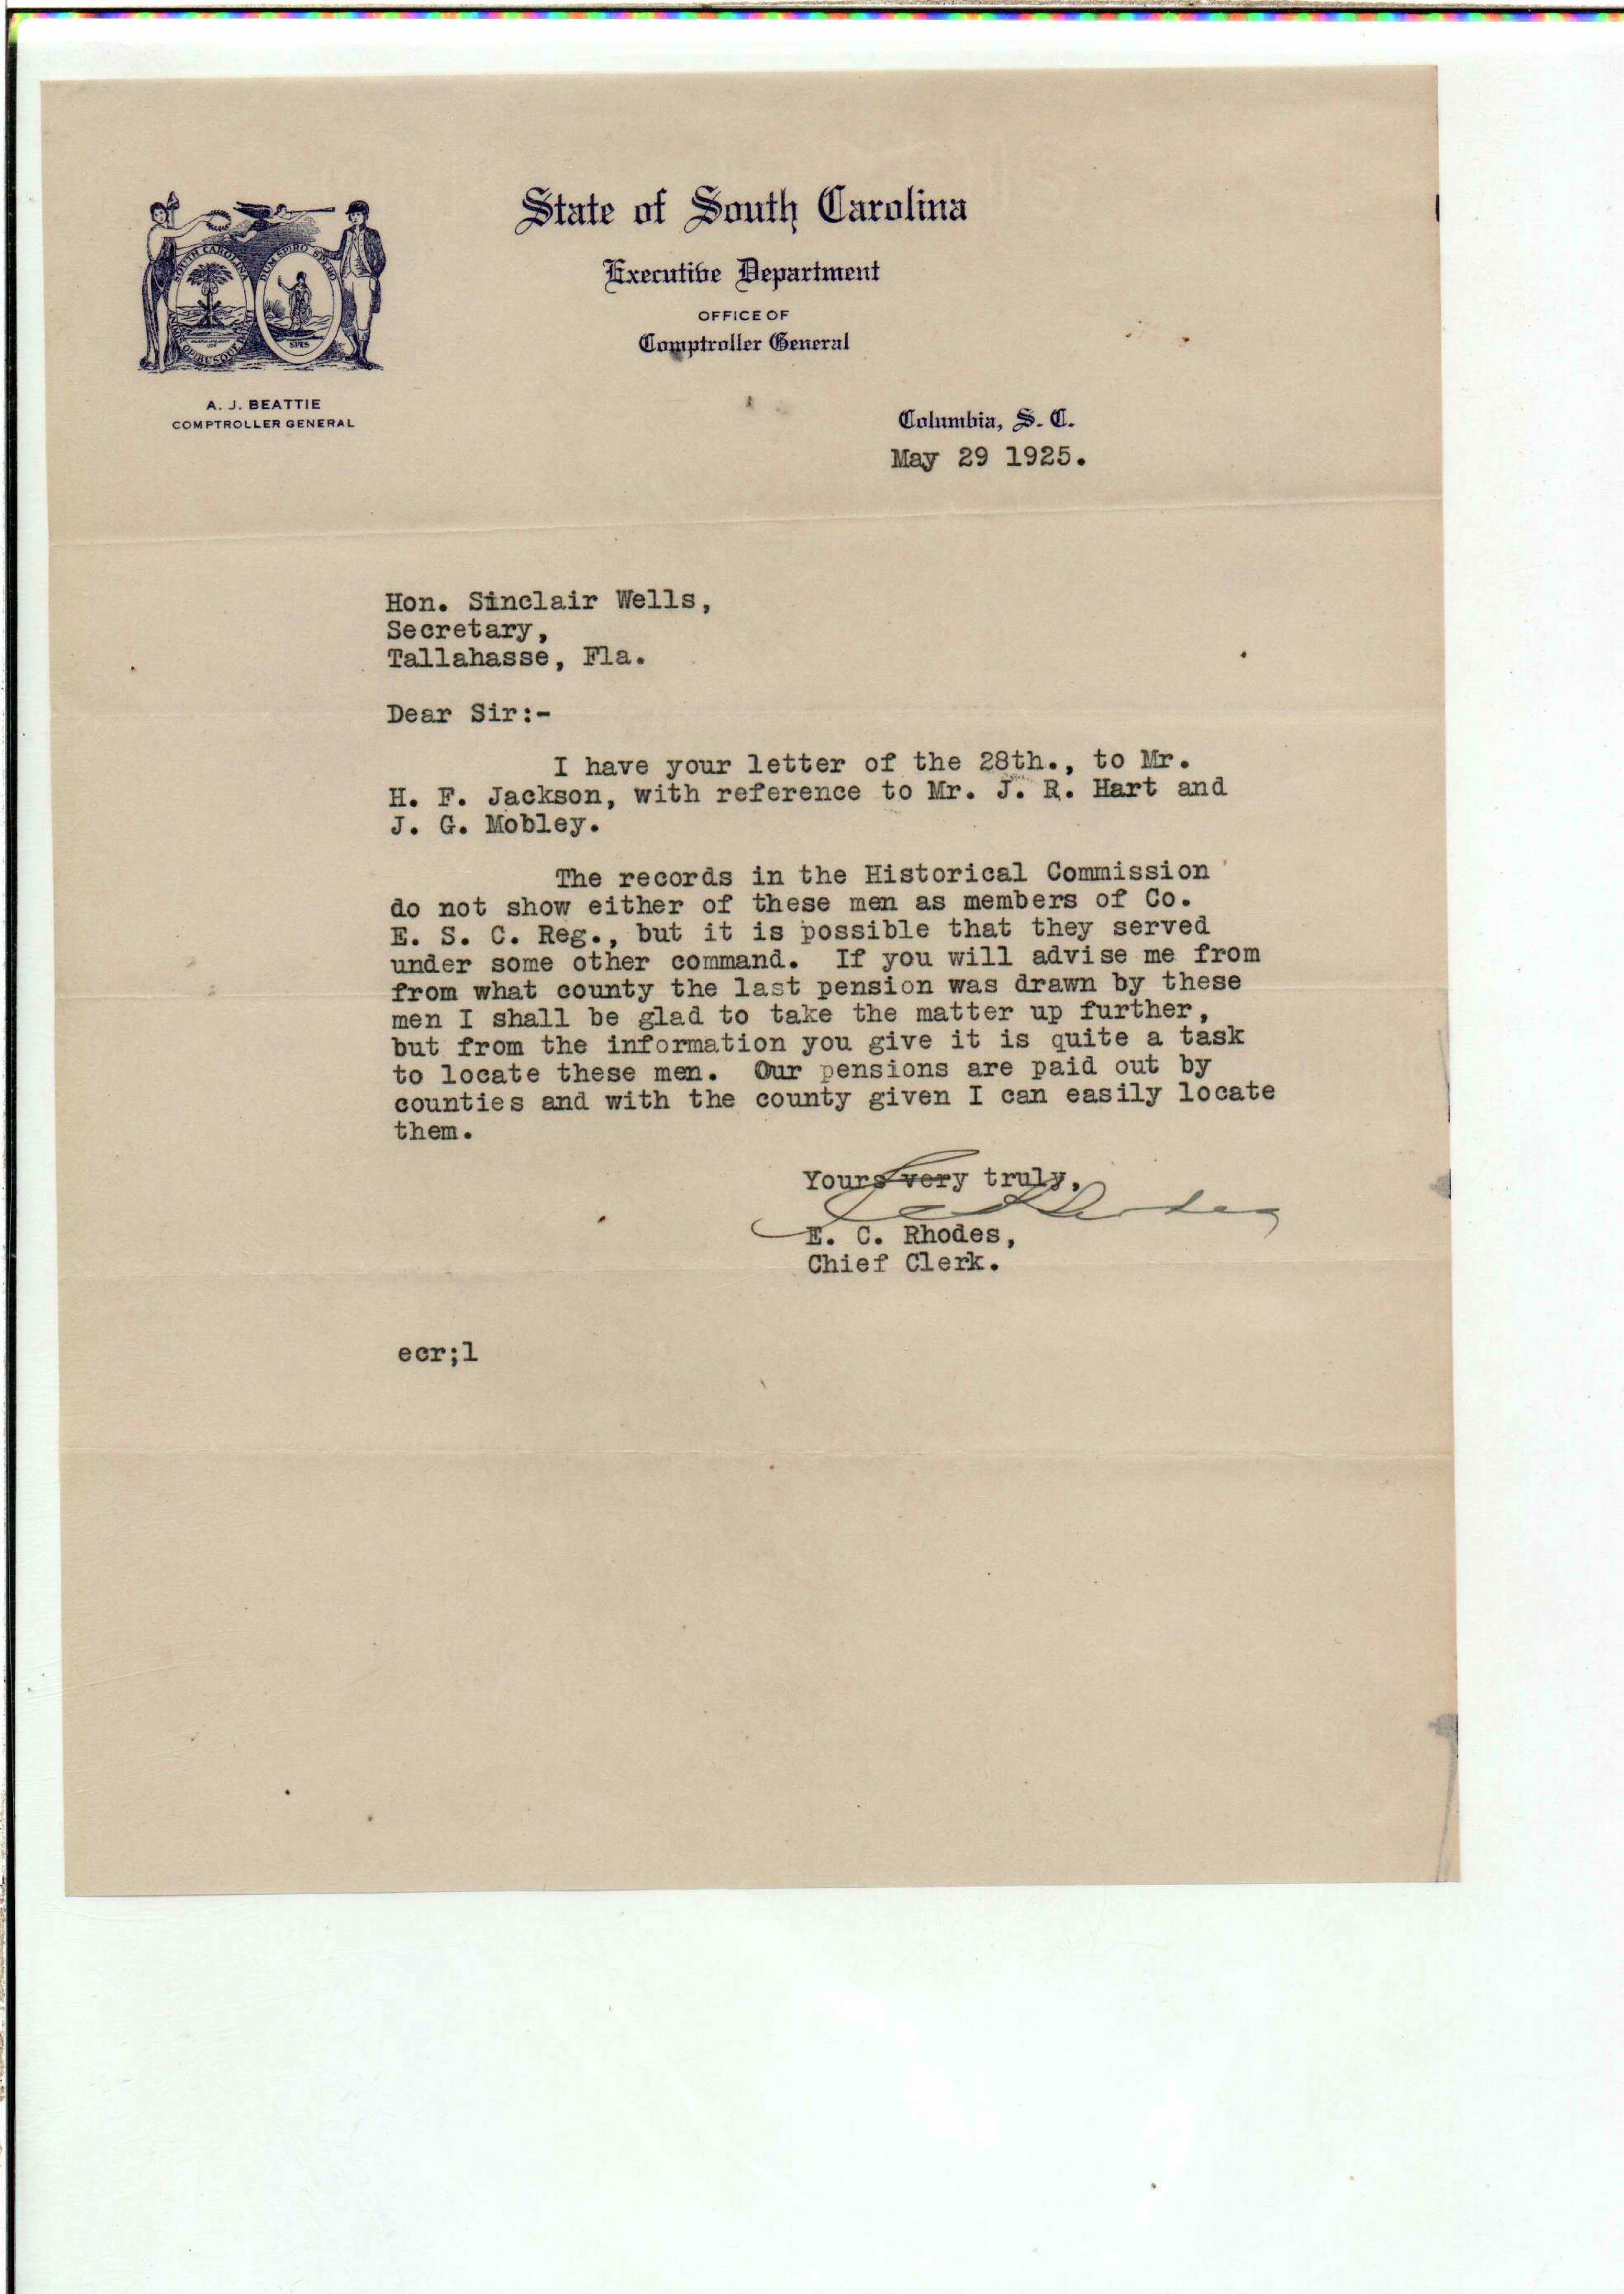 State of South Carolina
Executive Department
OFFICE OF
Comptroller General
SOUTH CAROLINA
DUM SPIRO SPERO
SPES
A. J. BEATTIE
COMPTROLLER GENERAL
Columbia, S. C.
May 29 1925.
Hon. Sinclair Wells,
Secretary,
Tallahasse, Fla.
Dear Sir:-
I have your letter of the 28th., to Mr.
H. F. Jackson, with reference to Mr. J. R. Hart and
J. G. Mobley.
The records in the Historical Commission
do not show either of these men as members of Co.
E. S. C. Reg., but it is possible that they served
under some other command. If you will advise me from
from what county the last pension was drawn by these
men I shall be glad to take the matter up further,
but from the information you give it is quite a task
to locate these men. Our pensions are paid out by
counties and with the county given I can easily locate
them.
Yours very truly,
E. C. Rhodes,
Chief Clerk.
ecr;l